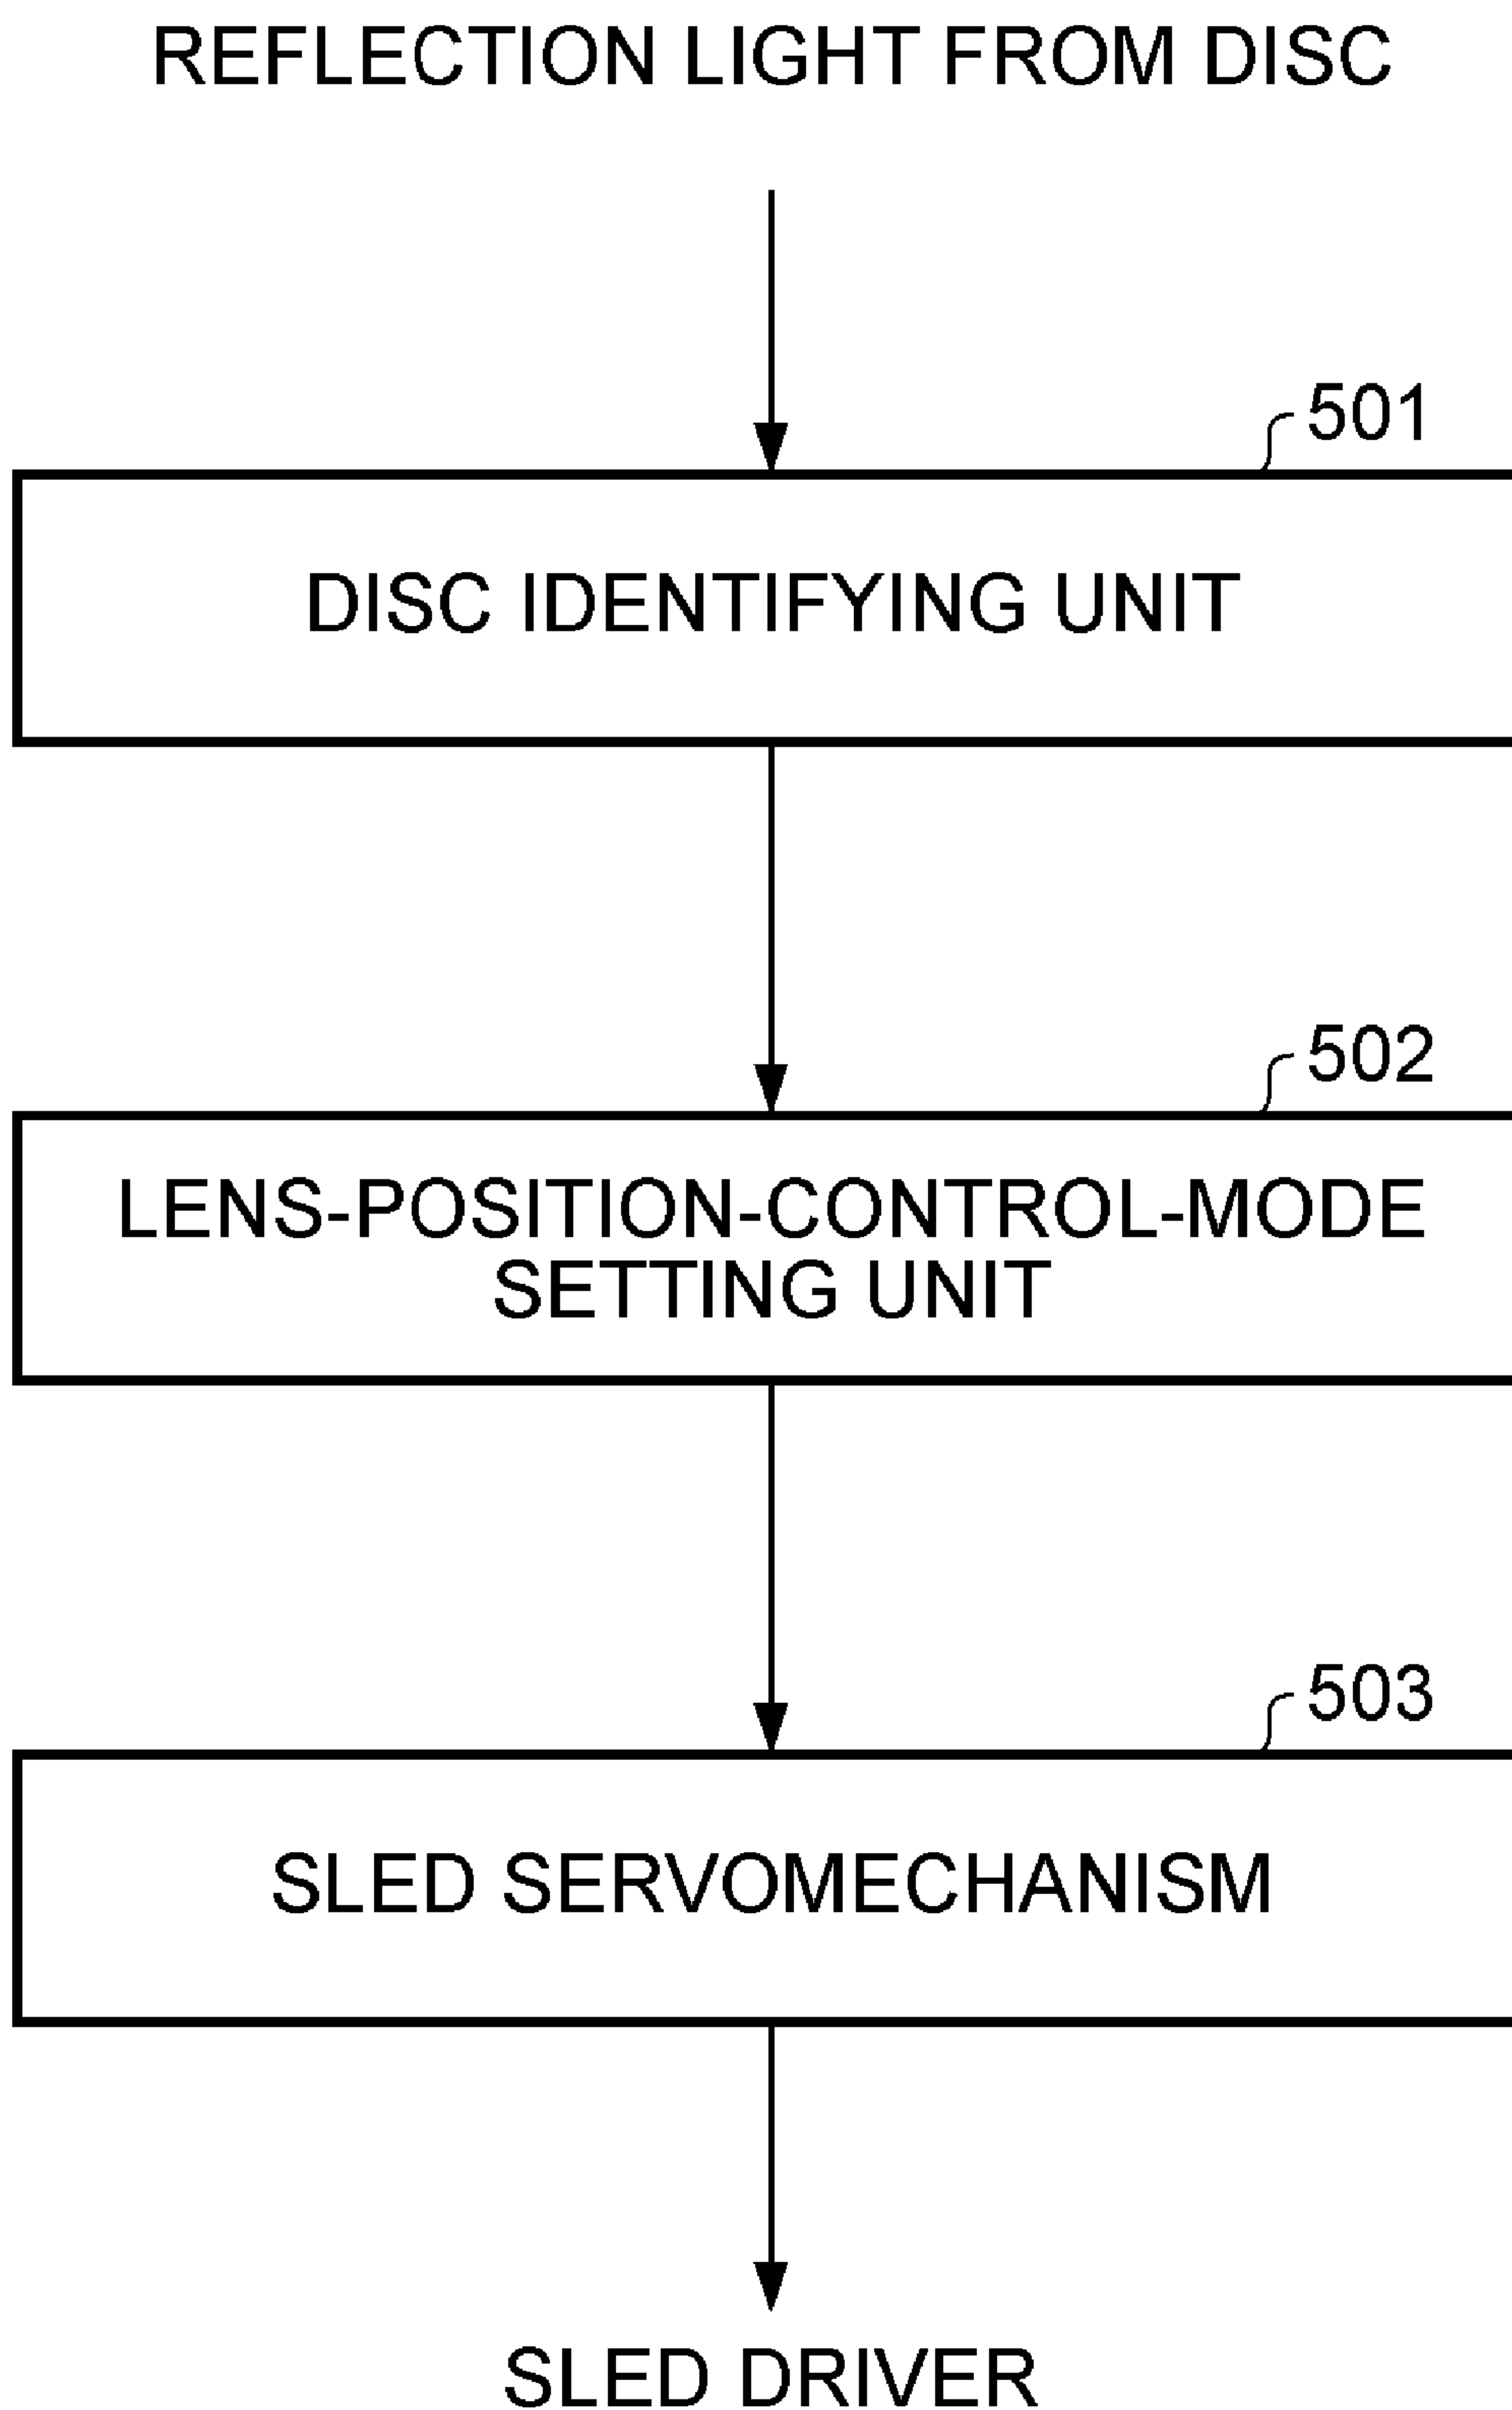 REFLECTION LIGHT FROM DISC
501
DISC IDENTIFYING UNIT
502
LENS-POSITION-CONTROL-MODE
SETTING UNIT
503
SLED SERVOMECHANISM
SLED DRIVER